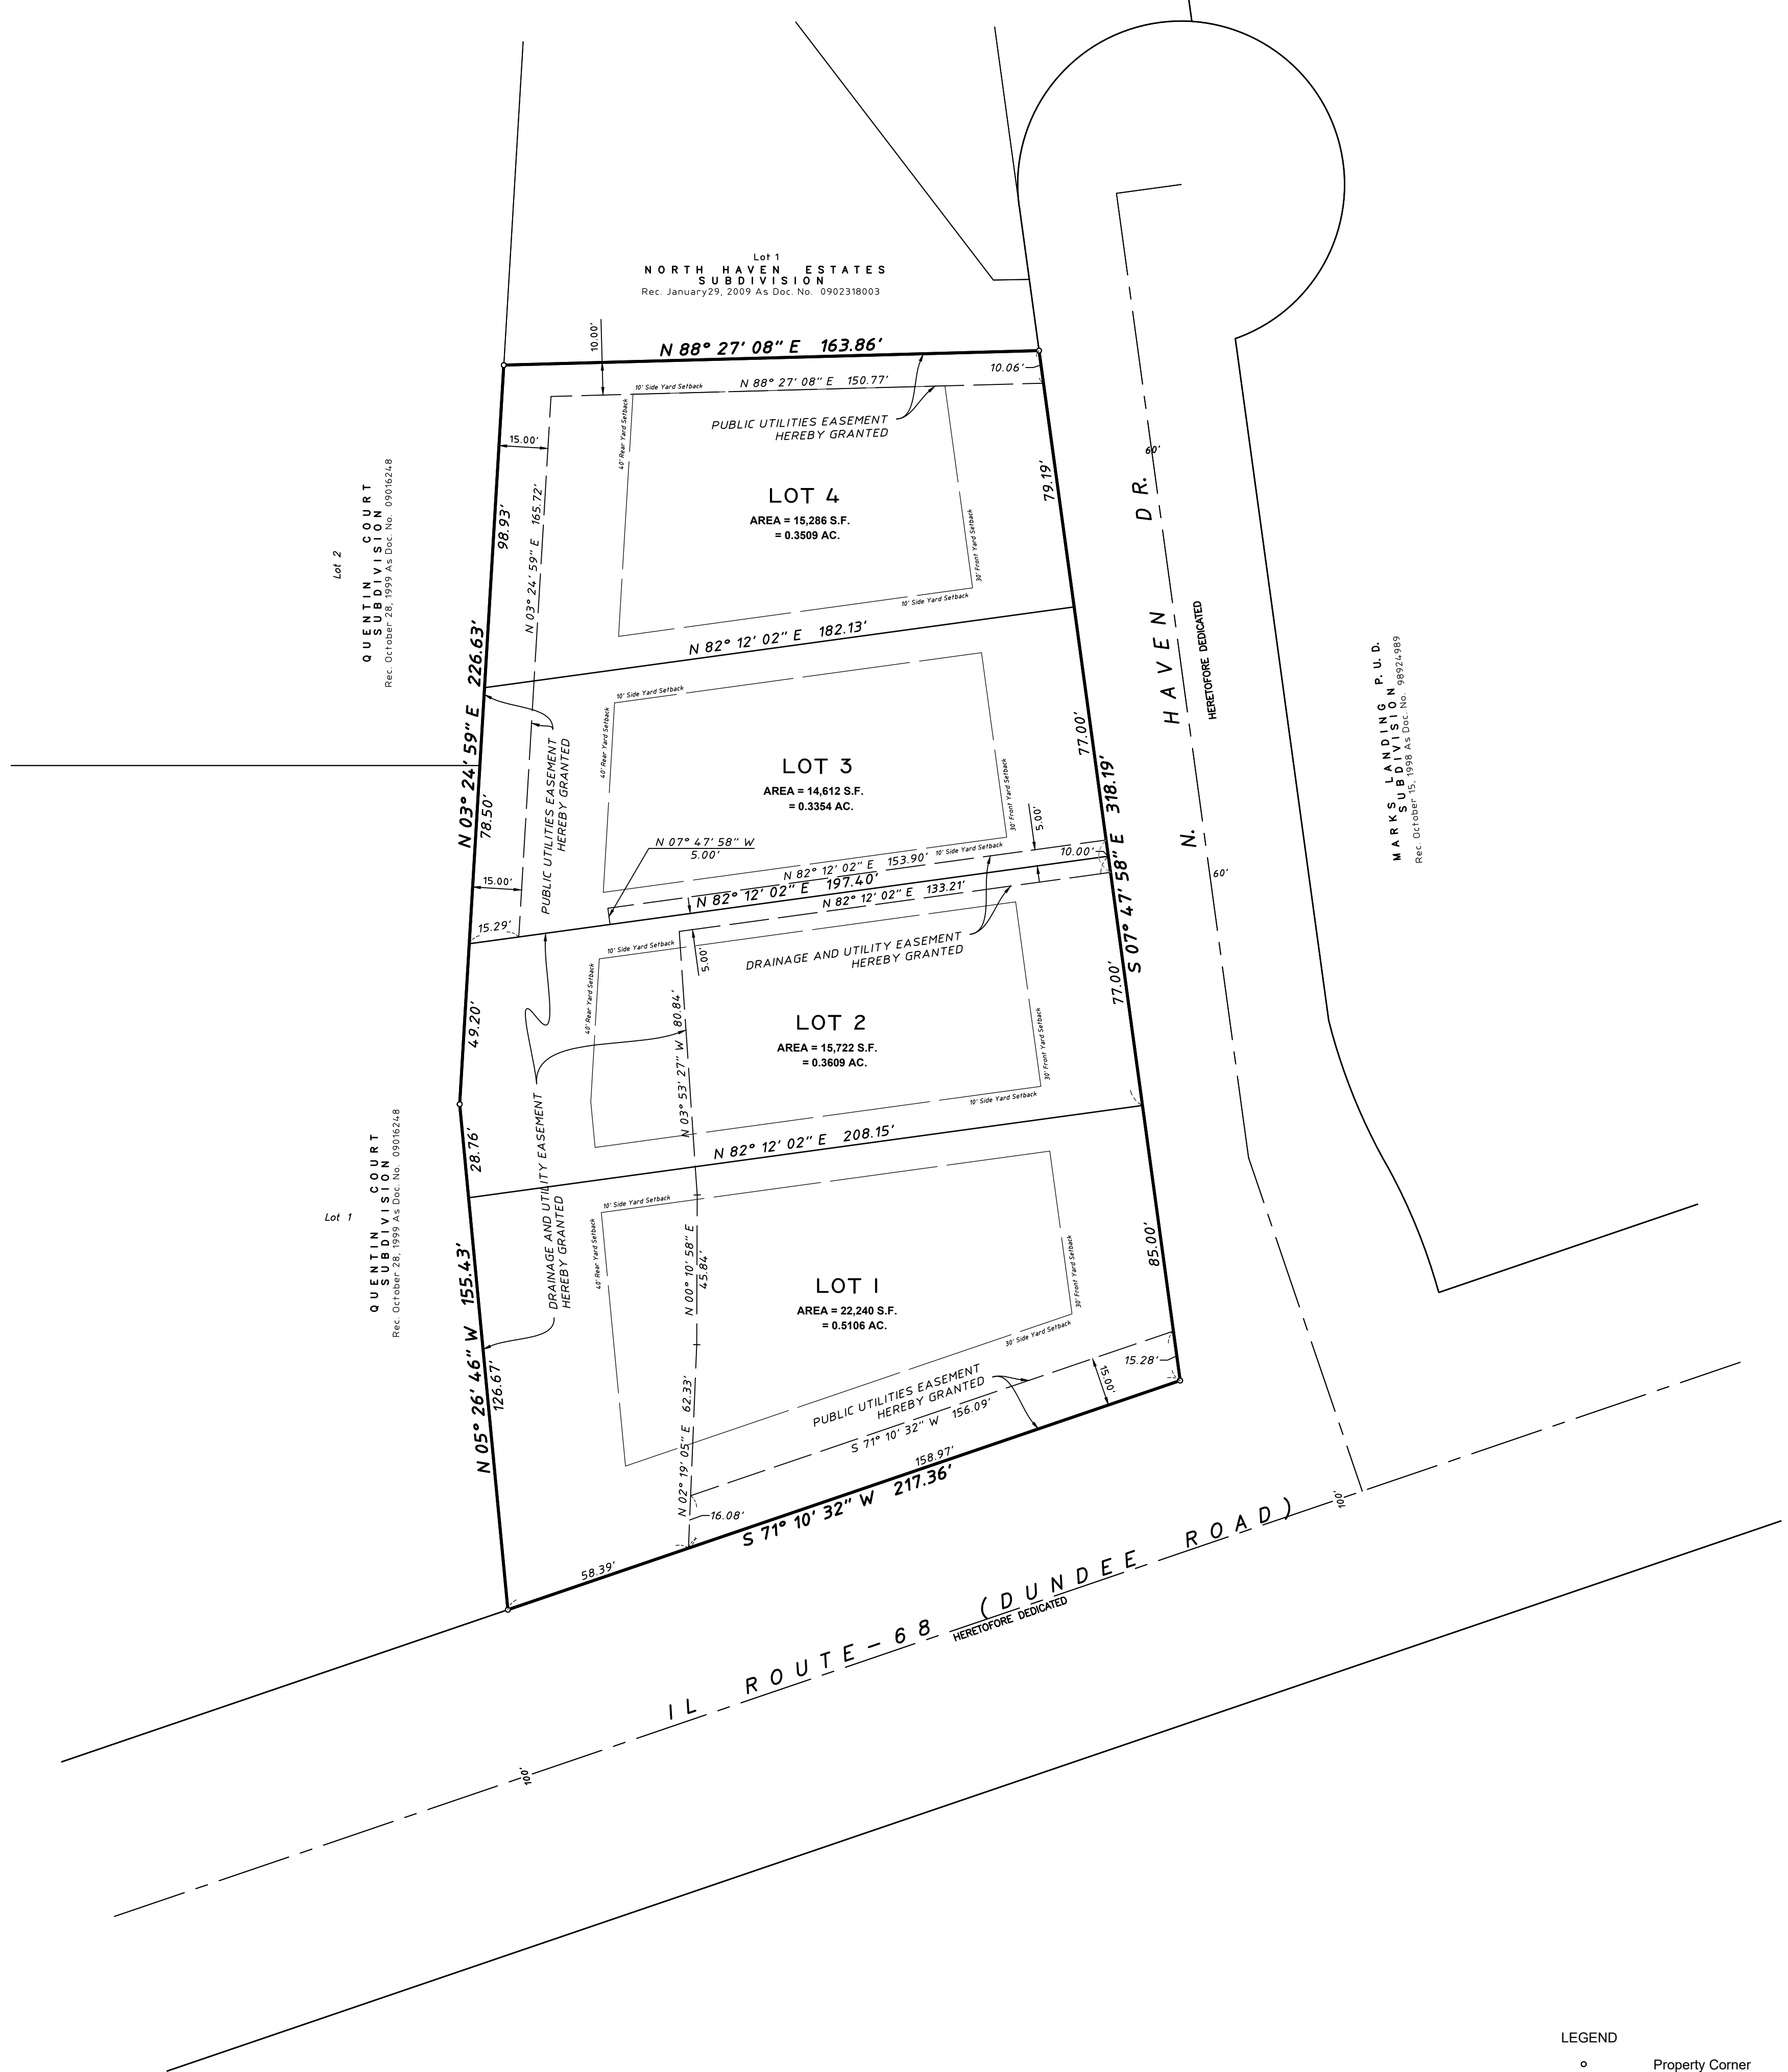 Lot 1
NORTH HAVEN ESTATES
SUBDIVISION
Rec. January29, 2009 As Doc. No. 0902318003
10.00'
N 88° 27' 08" E 163.86'
10.06'
10' Side Yard Setback
N 88° 27' 08" E 150.77'
PUBLIC UTILITIES EASEMENT
HEREBY GRANTED
40' Rear Yard Setback
15.00'
98.93'
N 03° 24' 59" E 165.72'
LOT 4
AREA = 15,286 S.F.
= 0.3509 AC.
30' Front Yard Setback
10' Side Yard Setback
79.19'
60'
N. HAVEN DR.
HERETOFORE DEDICATED
60'
Lot 2
QUENTIN COURT
SUBDIVISION
Rec. October 28, 1999 As Doc. No. 09016248
N 82° 12' 02" E 182.13'
N 03° 24' 59" E 226.63'
10' Side Yard Setback
40' Rear Yard Setback
LOT 3
AREA = 14,612 S.F.
= 0.3354 AC.
30' Front Yard Setback
10' Side Yard Setback
77.00'
S 07° 47' 58" E 318.19'
MARKS LANDING P.U.D.
SUBDIVISION
Rec. October 15, 1998 As Doc. No. 98924989
78.50'
PUBLIC UTILITIES EASEMENT
HEREBY GRANTED
N 07° 47' 58" W
5.00'
5.00'
10.00'
15.00'
15.29'
N 82° 12' 02" E 153.90'
N 82° 12' 02" E 197.40'
N 82° 12' 02" E 133.21'
10' Side Yard Setback
5.00'
DRAINAGE AND UTILITY EASEMENT
HEREBY GRANTED
40' Rear Yard Setback
49.20'
N 03° 53' 27" W 80.84'
LOT 2
AREA = 15,722 S.F.
= 0.3609 AC.
30' Front Yard Setback
10' Side Yard Setback
77.00'
28.76'
N 82° 12' 02" E 208.15'
DRAINAGE AND UTILITY EASEMENT
HEREBY GRANTED
Lot 1
QUENTIN COURT
SUBDIVISION
Rec. October 28, 1999 As Doc. No. 09016248
10' Side Yard Setback
40' Rear Yard Setback
N 00° 10' 58" E
45.84'
LOT 1
AREA = 22,240 S.F.
= 0.5106 AC.
30' Front Yard Setback
30' Side Yard Setback
85.00'
N 05° 26' 46" W 155.43'
126.67'
N 02° 19' 05" E 62.33'
PUBLIC UTILITIES EASEMENT
HEREBY GRANTED
15.28'
15.00'
S 71° 10' 32" W 156.09'
158.97'
S 71° 10' 32" W 217.36'
16.08'
58.39'
100'
IL ROUTE-68 (DUNDEE ROAD)
HERETOFORE DEDICATED
100'
LEGEND
Property Corner